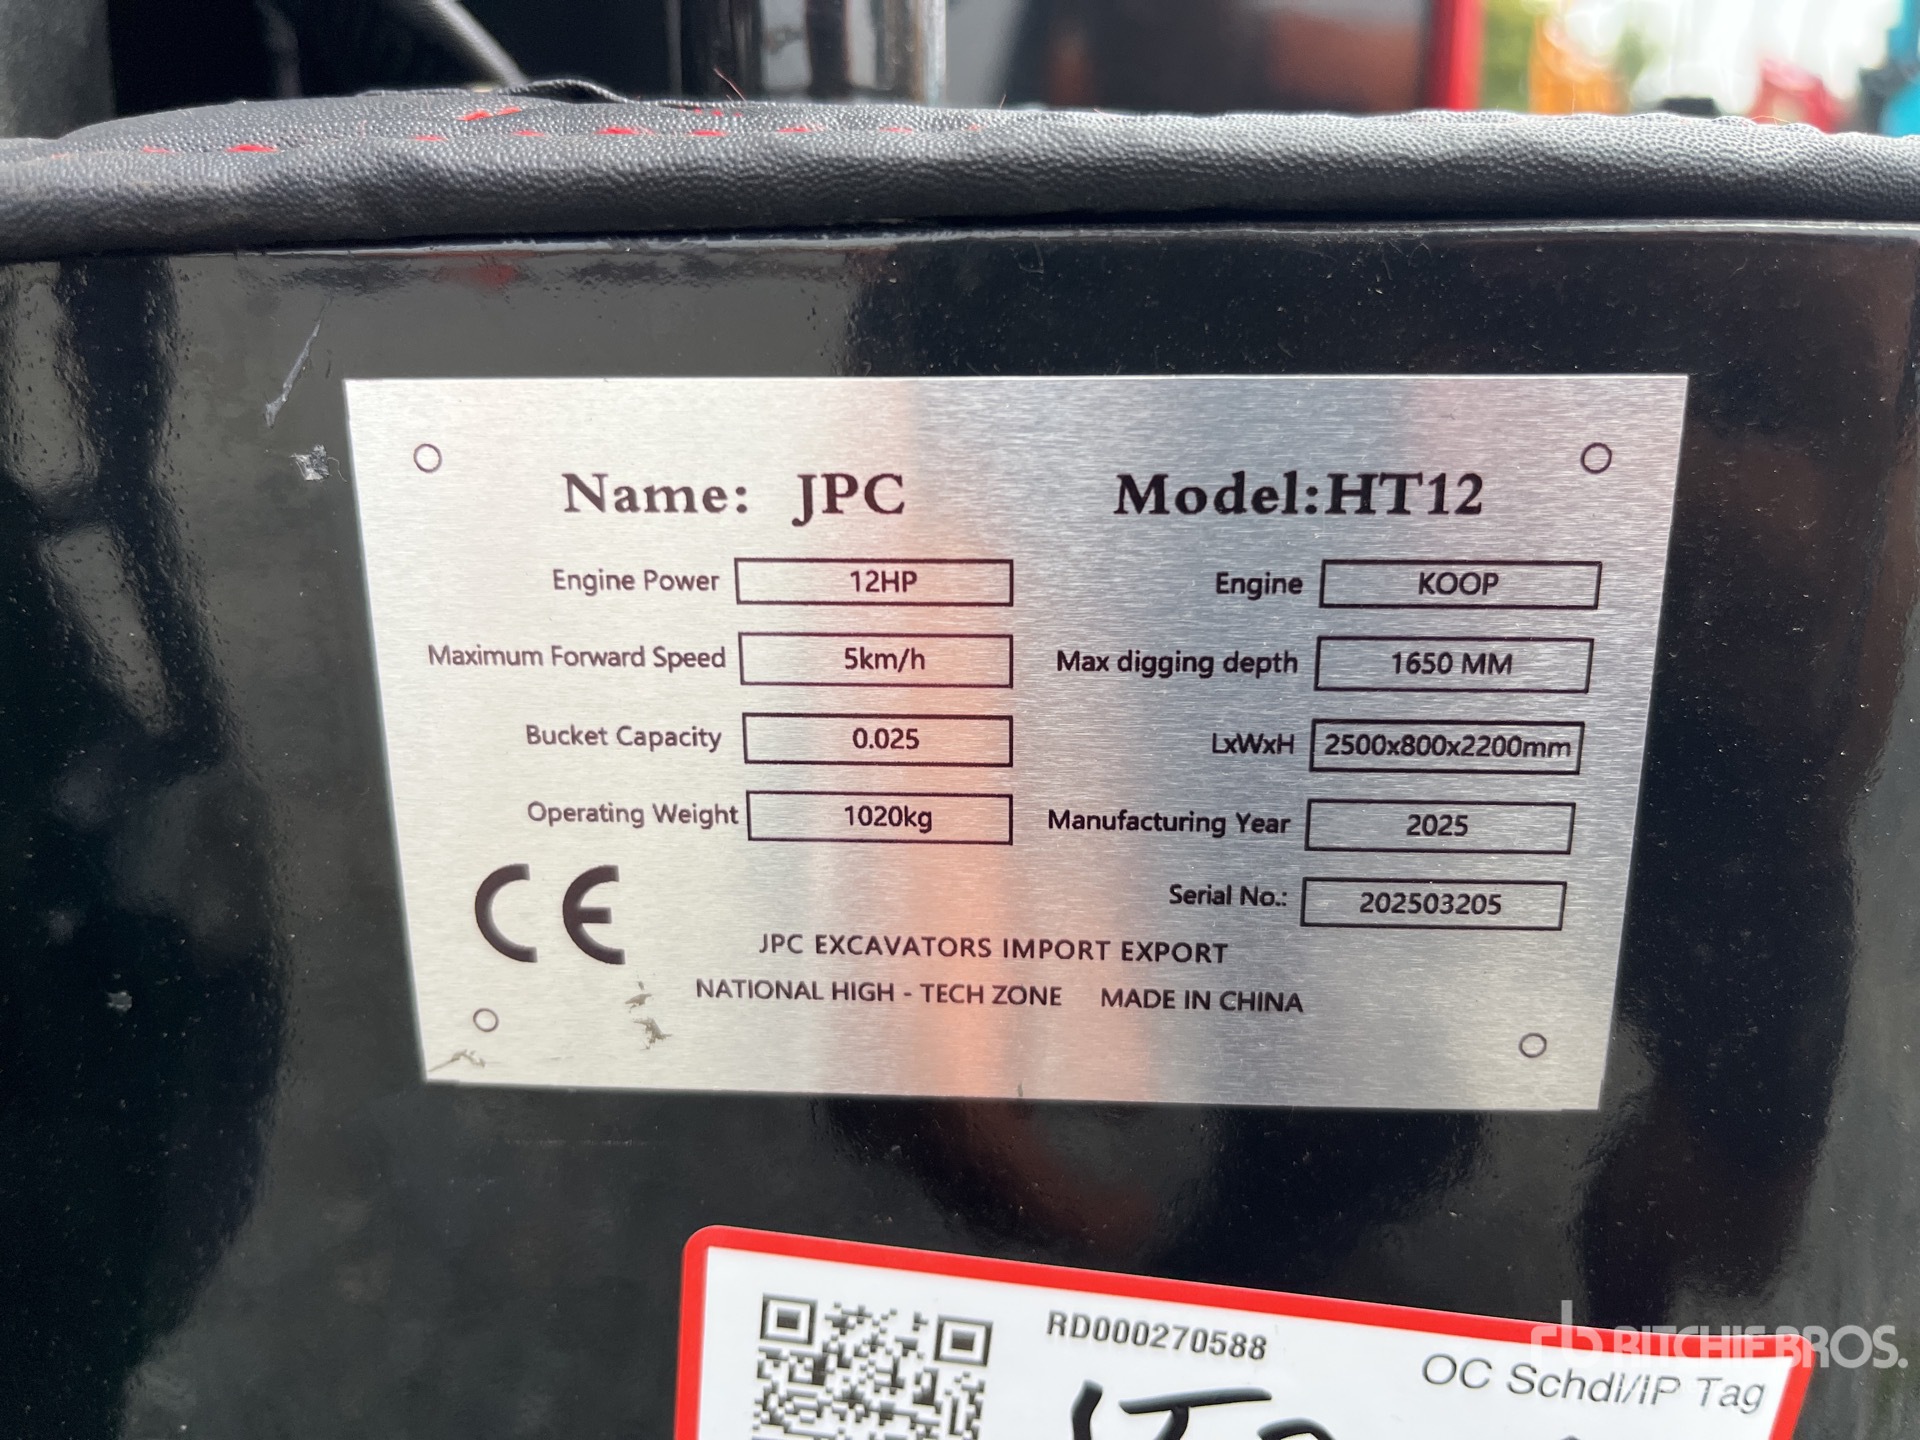 Name: JPC Model:HT12
Engine Power 12HP Engine KOOP
Maximum Forward Speed 5km/h Max digging depth 1650 MM
Bucket Capacity 0.025 LxWxH 2500x800x2200mm
Operating Weight 1020kg Manufacturing Year 2025
Serial No.: 202503205
CE
JPC EXCAVATORS IMPORT EXPORT
NATIONAL HIGH - TECH ZONE MADE IN CHINA
RD000270588
OC Schdl/IP Tag
rb RITCHIE BROS.